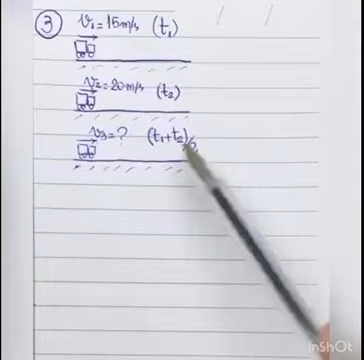 3 v₁=15m/s (t₁)
v₂=20m/s (t₂)
v₃=? (t₁+t₂)/
InShOt